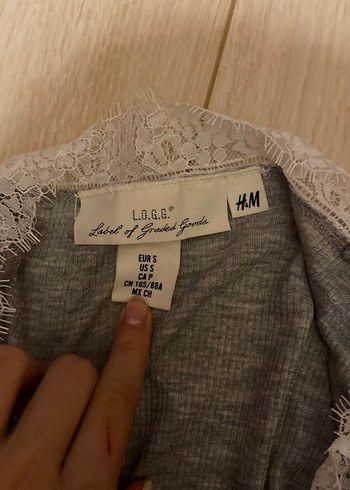 L.O.G.G.®
Label of Graded Goods
H&M
EUR S
US S
CA P
CN 165/88A
MX CH